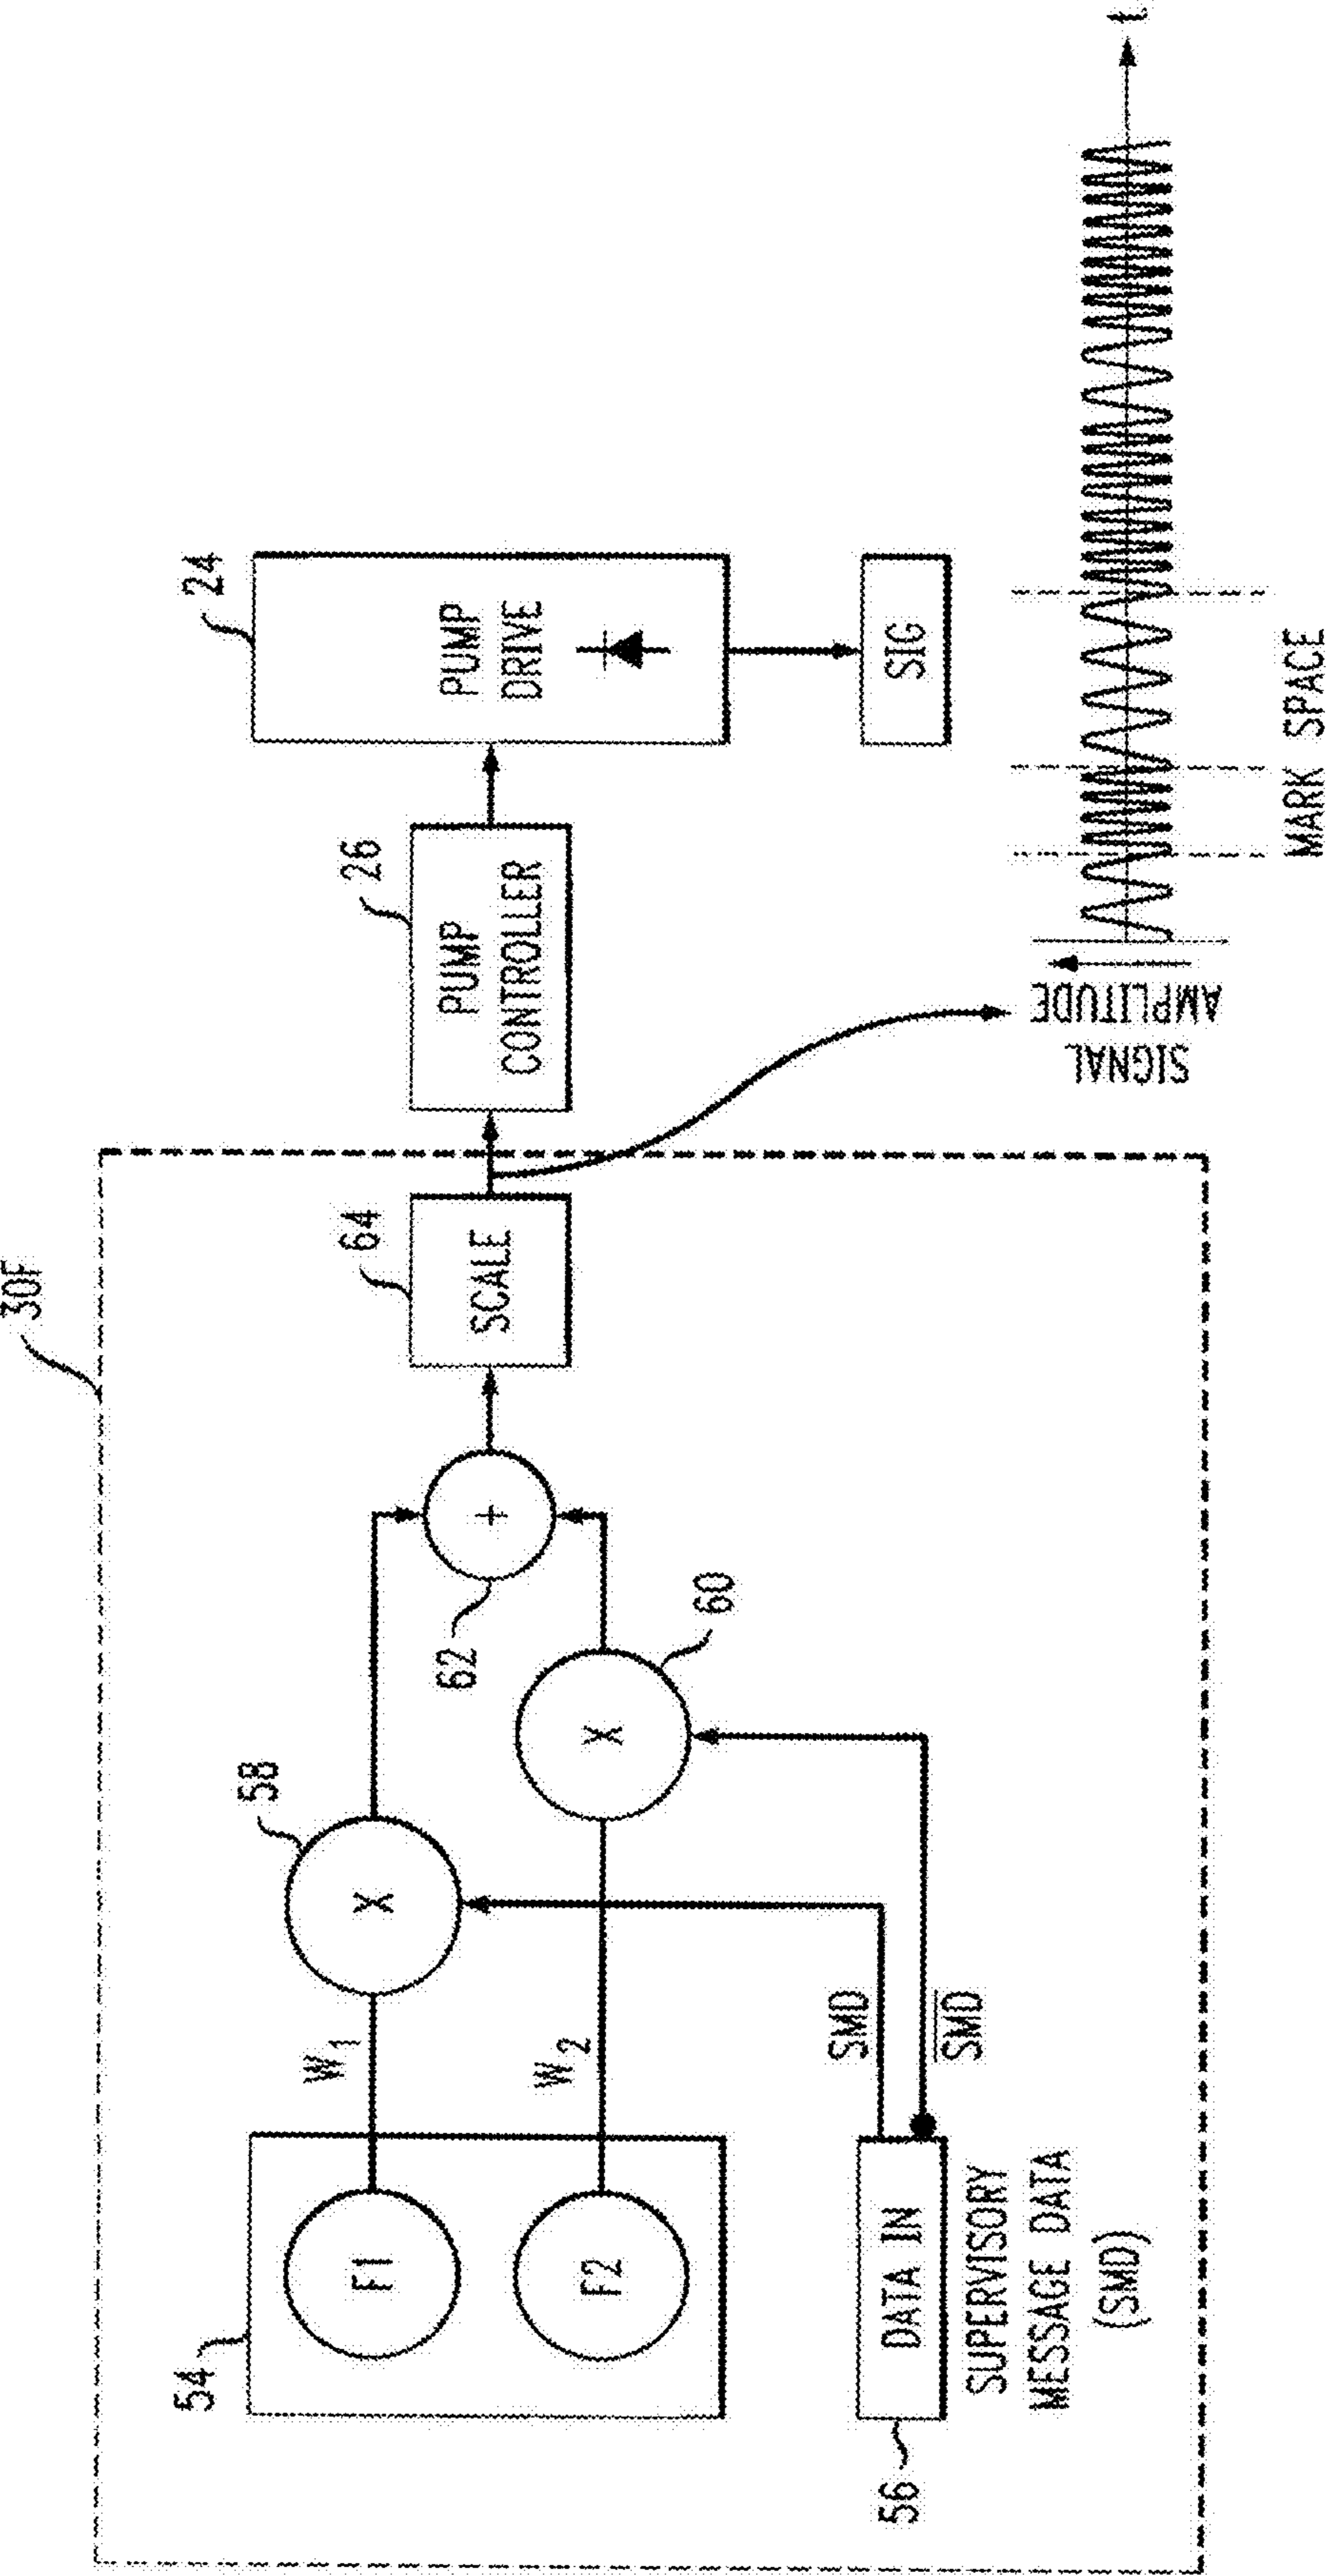 30F
54
F1
F2
W1
W2
58
X
60
X
62
+
64
SCALE
26
PUMP
CONTROLLER
24
PUMP
DRIVE
SIG
56
DATA IN
SUPERVISORY
MESSAGE DATA
(SMD)
SMD
S̅M̅D̅
SIGNAL
AMPLITUDE
MARK SPACE
t